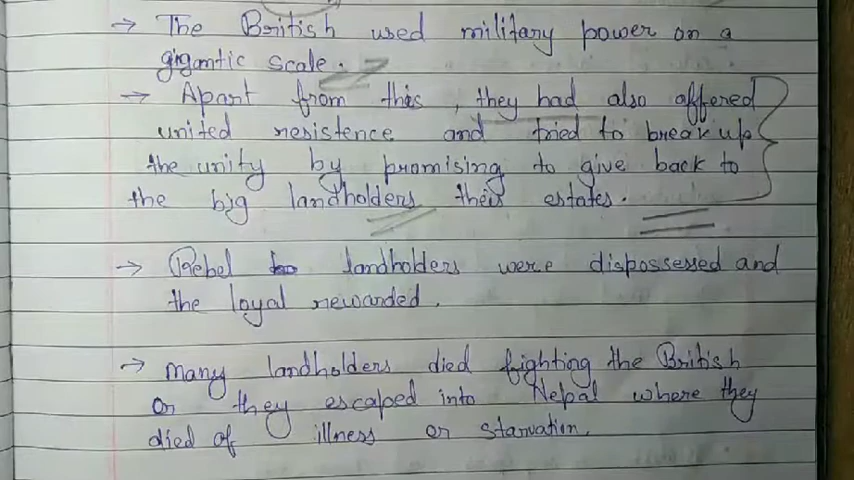 → The British used military power on a
gigantic scale.
→ Apart from this, they had also offered
united resistence and tried to break up
the unity by promising to give back to
the big landholders their estates.
→ Rebel landholders were dispossessed and
the loyal rewarded.
→ Many landholders died fighting the British
or they escaped into Nepal where they
died of illness or starvation.